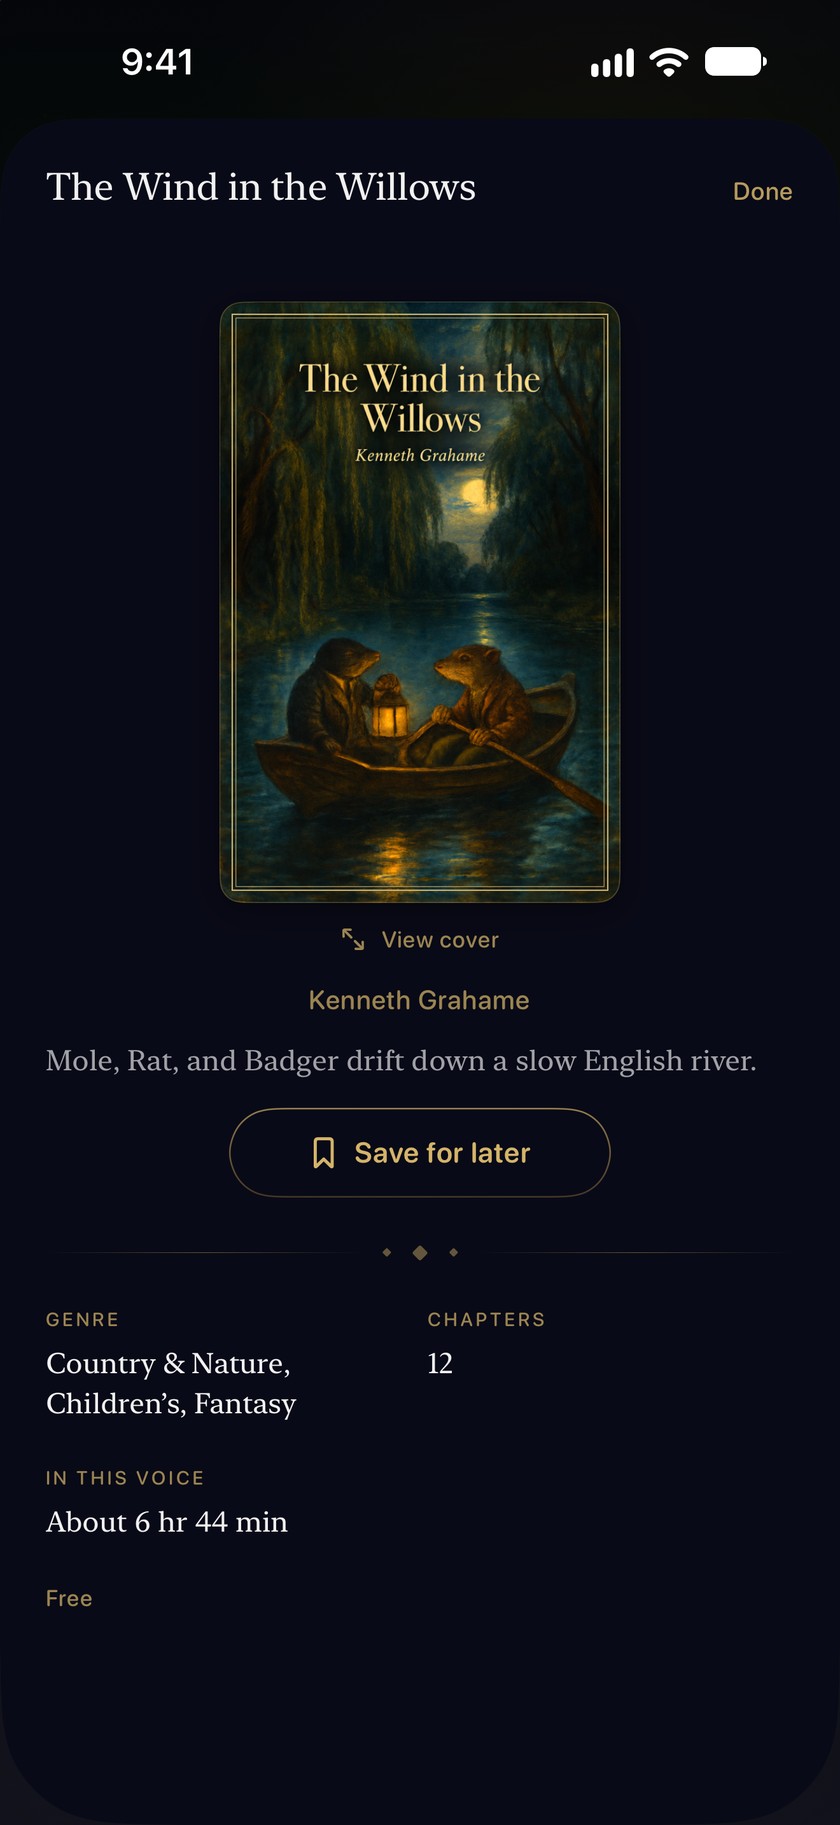 9:41
The Wind in the Willows
Done
The Wind in the
Willows
Kenneth Grahame
View cover
Kenneth Grahame
Mole, Rat, and Badger drift down a slow English river.
Save for later
GENRE
Country & Nature,
Children’s, Fantasy
CHAPTERS
12
IN THIS VOICE
About 6 hr 44 min
Free